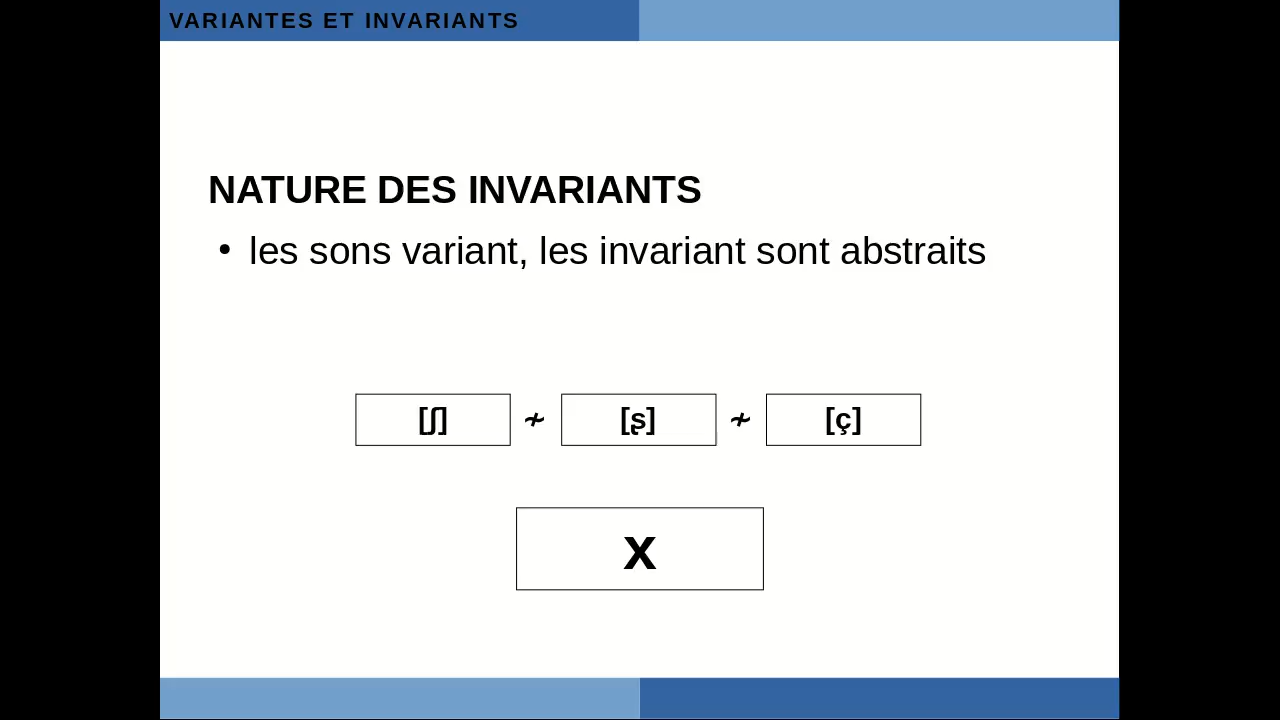 VARIANTES ET INVARIANTS
NATURE DES INVARIANTS
• les sons variant, les invariant sont abstraits
[ʃ] ≁ [ʂ] ≁ [ç]
x